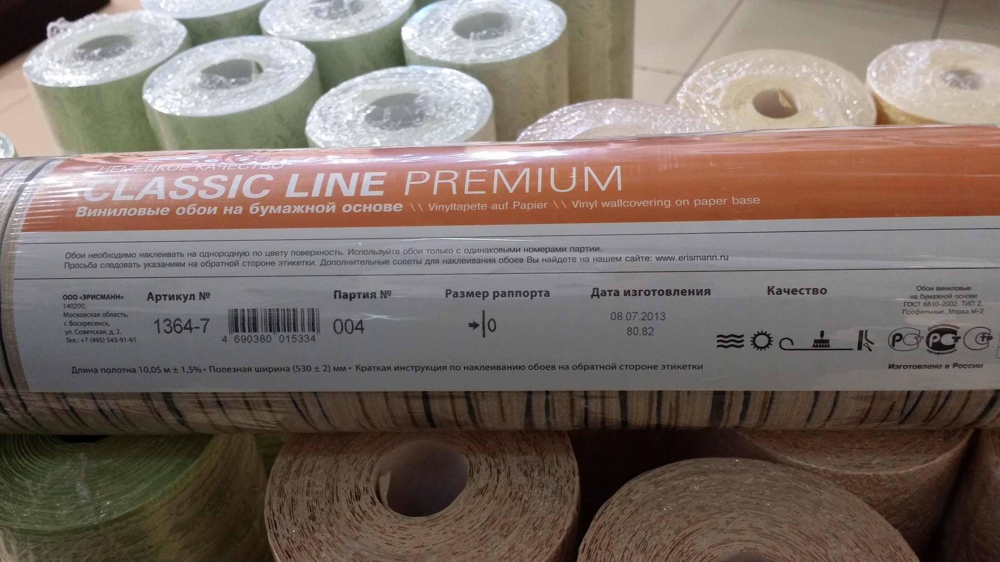 НЕМЕЦКОЕ КАЧЕСТВО
CLASSIC LINE PREMIUM
Виниловые обои на бумажной основе \\ Vinyltapete auf Papier \\ Vinyl wallcovering on paper base
Обои необходимо наклеивать на однородную по цвету поверхность. Используйте обои только с одинаковыми номерами партии.
Просьба следовать указаниям на обратной стороне этикетки. Дополнительные советы для наклеивания обоев Вы найдете на нашем сайте: www.erismann.ru
ООО «ЭРИСМАНН»
140200,
Московская область,
г. Воскресенск,
ул. Советская, д. 2.
Тел.: +7 (495) 543-91-61
Артикул №
1364-7
4 690380 015334
Партия №
004
Размер раппорта
0
Дата изготовления
08.07.2013
80.82
Качество
Обои виниловые
на бумажной основе
ГОСТ 6810-2002. ТИП 2.
Профильные. Марка М-2
Добровольная
сертификация
Изготовлено в России
Длина полотна 10,05 м ± 1,5% • Полезная ширина (530 ± 2) мм • Краткая инструкция по наклеиванию обоев на обратной стороне этикетки